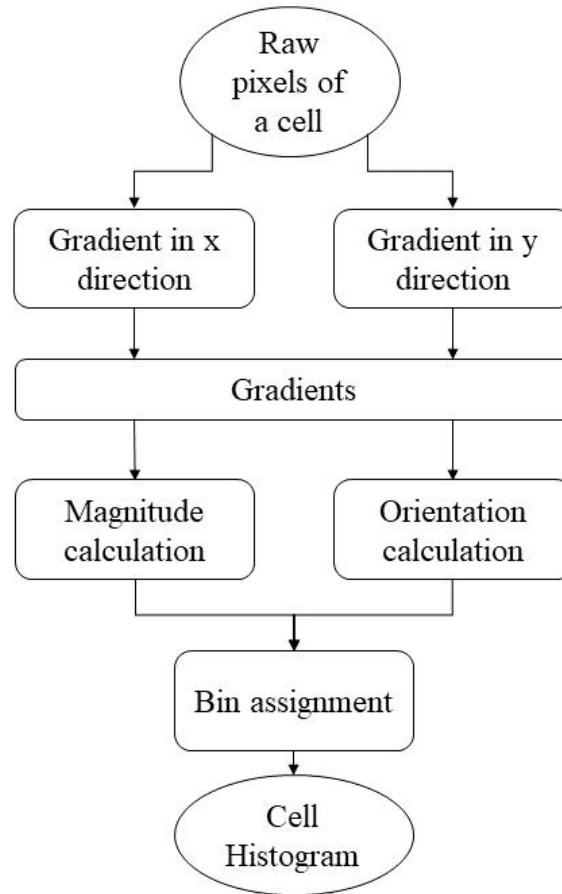 Raw
pixels of
a cell
Gradient in x
direction
Gradient in y
direction
Gradients
Magnitude
calculation
Orientation
calculation
Bin assignment
Cell
Histogram